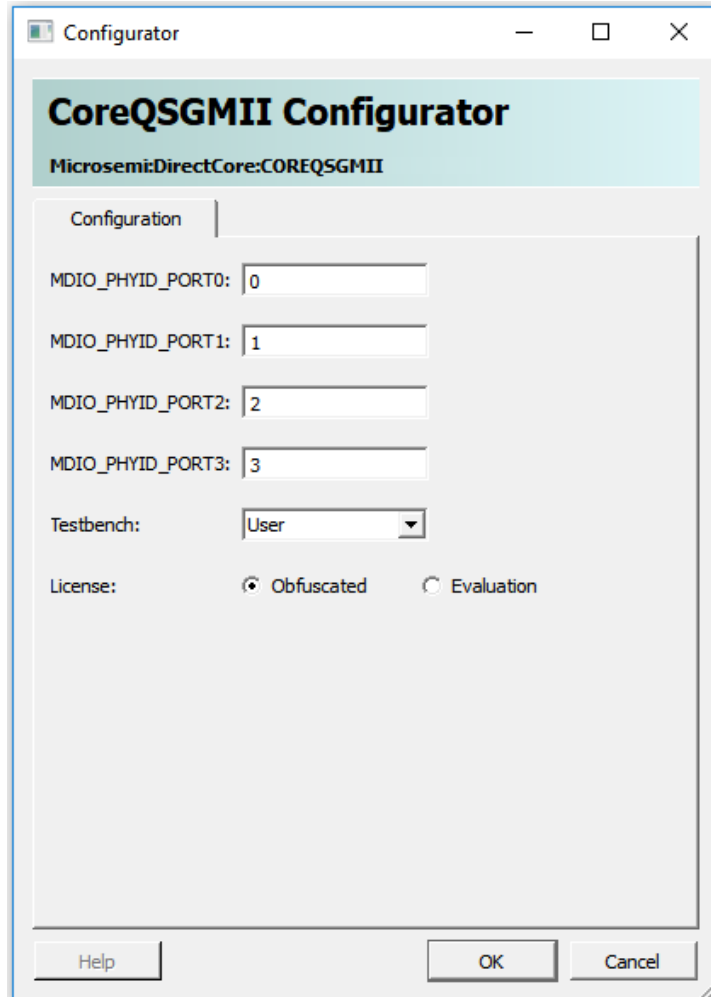 Configurator
CoreQSGMII Configurator
Microsemi:DirectCore:COREQSGMII
Configuration
MDIO_PHYID_PORT0: 0
MDIO_PHYID_PORT1: 1
MDIO_PHYID_PORT2: 2
MDIO_PHYID_PORT3: 3
Testbench: User
License: Obfuscated Evaluation
Help OK Cancel